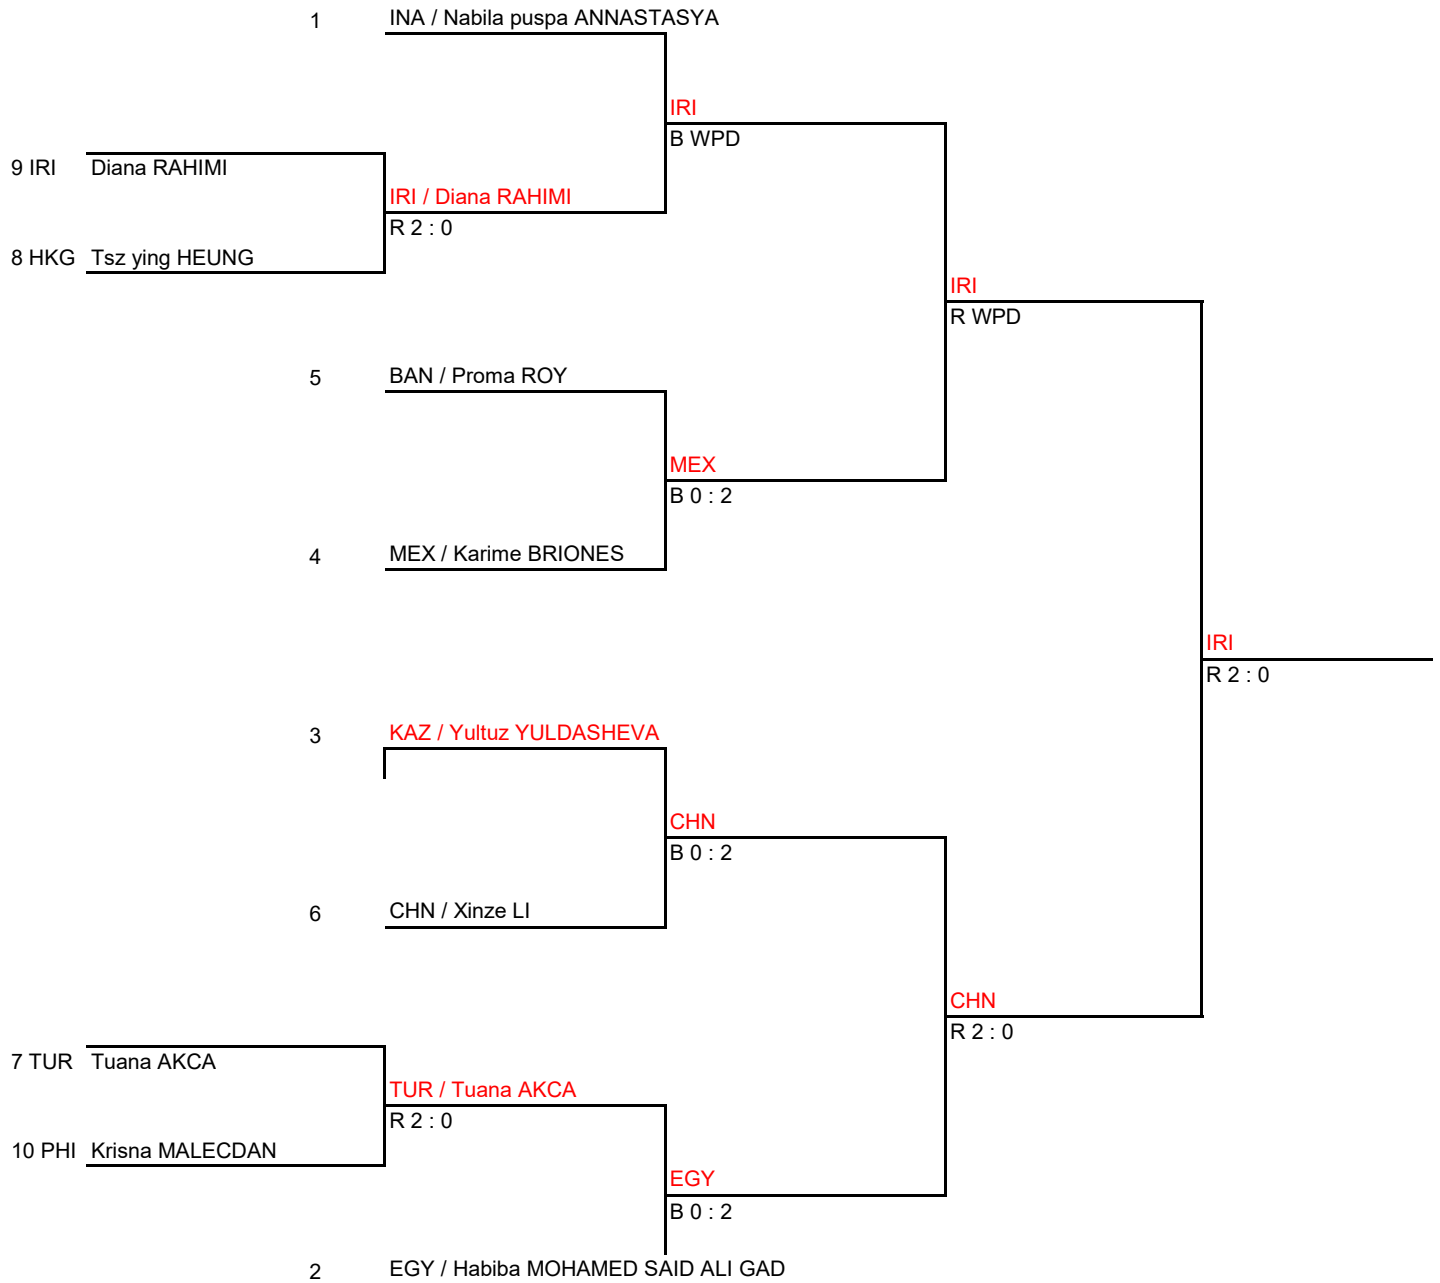 1 INA / Nabila puspa ANNASTASYA
IRI
B WPD
9 IRI Diana RAHIMI
IRI / Diana RAHIMI
R 2 : 0
8 HKG Tsz ying HEUNG
IRI
R WPD
5 BAN / Proma ROY
MEX
B 0 : 2
4 MEX / Karime BRIONES
IRI
R 2 : 0
3 KAZ / Yultuz YULDASHEVA
CHN
B 0 : 2
6 CHN / Xinze LI
CHN
R 2 : 0
7 TUR Tuana AKCA
TUR / Tuana AKCA
R 2 : 0
10 PHI Krisna MALECDAN
EGY
B 0 : 2
2 EGY / Habiba MOHAMED SAID ALI GAD